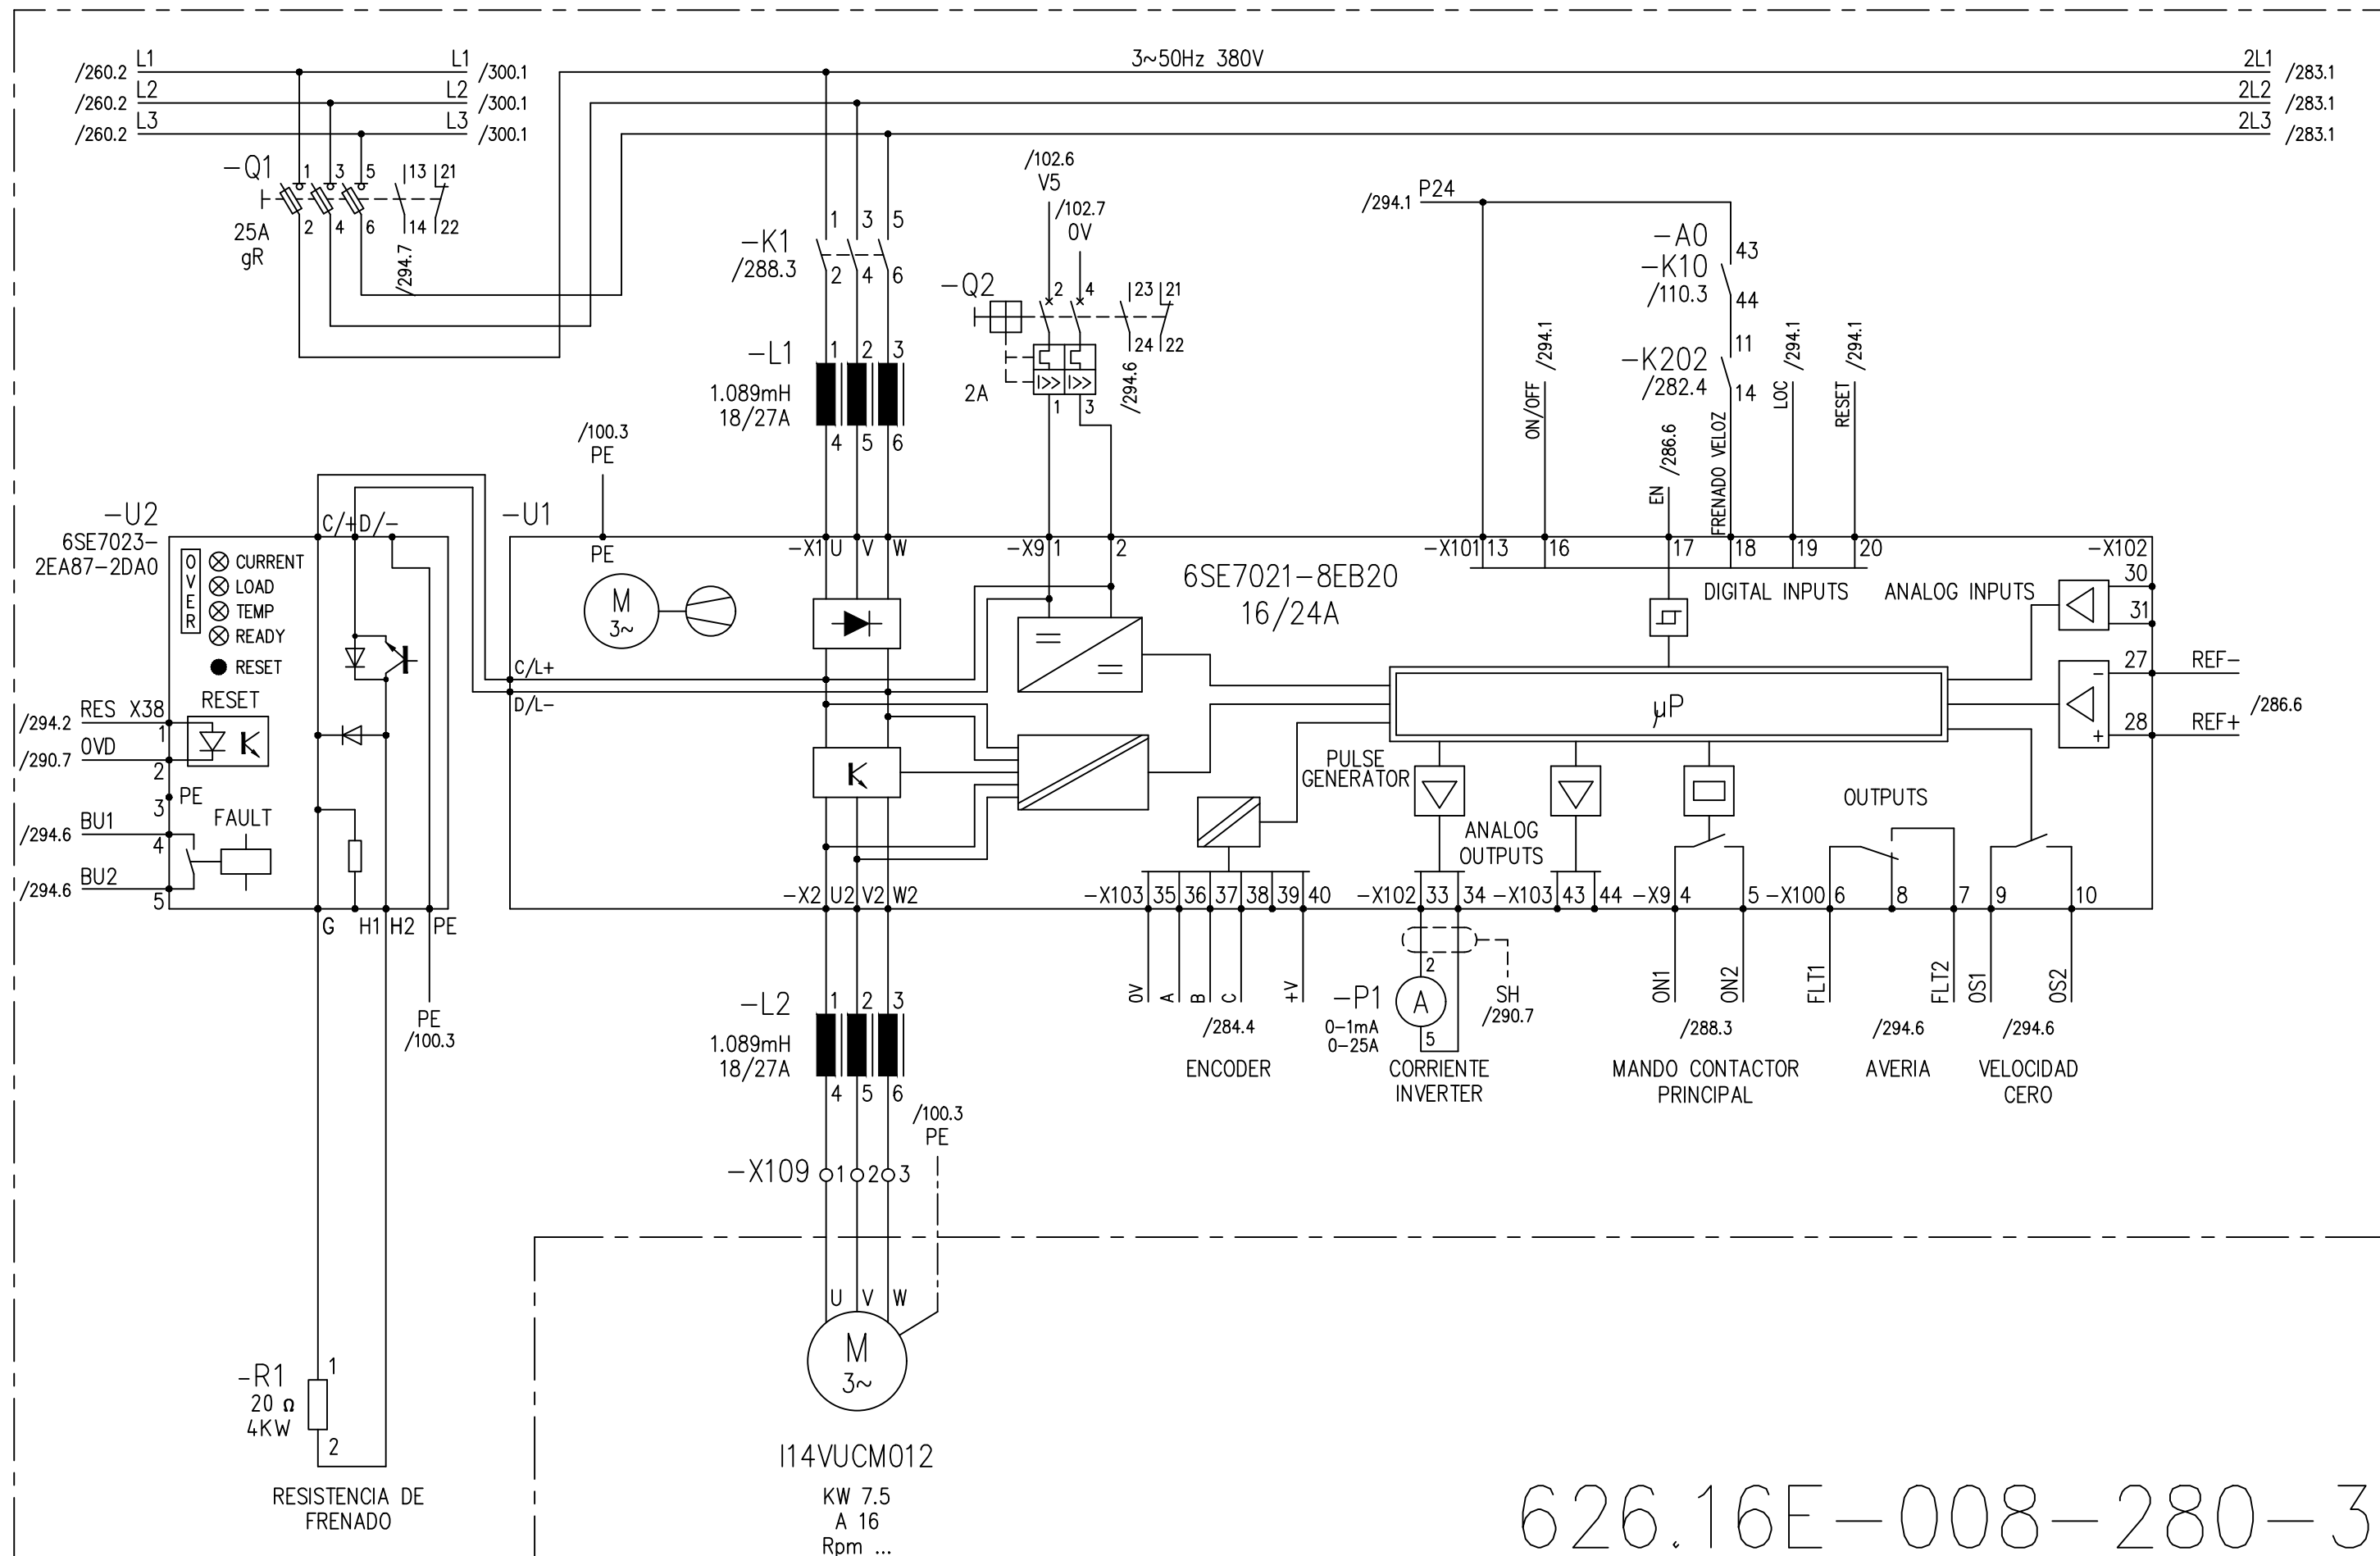 L1 L1 3~50Hz 380V 2L1
/260.2 /300.1 /283.1
L2 L2 2L2
/260.2 /300.1 /283.1
L3 L3 2L3
/260.2 /300.1 /283.1
-Q1 1 3 5 13 21
2 4 6 14 22
25A
gR
/294.7
-K1 1 3 5
/288.3 2 4 6
-L1 1 2 3
1.089mH
18/27A
4 5 6
/102.6
V5
/102.7
0V
-Q2 2 4 23 21
24 22
I>> I>>
2A 1 3
/294.6
P24
/294.1
-A0 43
-K10
/110.3 44
-K202 11
/282.4 14
ON/OFF /294.1
EN /286.6
FRENADO VELOZ
LOC /294.1
RESET /294.1
/100.3
PE
-U2
6SE7023-
2EA87-2DA0
C/+ D/-
OVER
CURRENT
LOAD
TEMP
READY
RESET
RESET
RES X38
/294.2 1
0VD
/290.7 2
PE
3
BU1
/294.6 4
FAULT
BU2
/294.6 5
G H1 H2 PE
PE
/100.3
-U1
PE
-X1 U V W
-X9 1 2
-X101 13 16 17 18 19 20
-X102
M
3~
6SE7021-8EB20
16/24A
DIGITAL INPUTS
ANALOG INPUTS
30
31
27 REF-
-
28 REF+
+
/286.6
C/L+
D/L-
µP
PULSE
GENERATOR
ANALOG
OUTPUTS
OUTPUTS
-X2 U2 V2 W2
-X103 35 36 37 38 39 40
-X102 33 34
-X103 43 44
-X9 4 5
-X100 6 8 7 9 10
-L2 1 2 3
1.089mH
18/27A
4 5 6
0V A B C +V
/284.4
ENCODER
2
-P1 A
0-1mA
0-25A
5
SH
/290.7
CORRIENTE
INVERTER
ON1 ON2
/288.3
MANDO CONTACTOR
PRINCIPAL
FLT1 FLT2
/294.6
AVERIA
OS1 OS2
/294.6
VELOCIDAD
CERO
/100.3
PE
-X109 1 2 3
U V W
M
3~
I14VUCM012
KW 7.5
A 16
Rpm ...
-R1 1
20 Ω
4KW
2
RESISTENCIA DE
FRENADO
626.16E-008-280-3